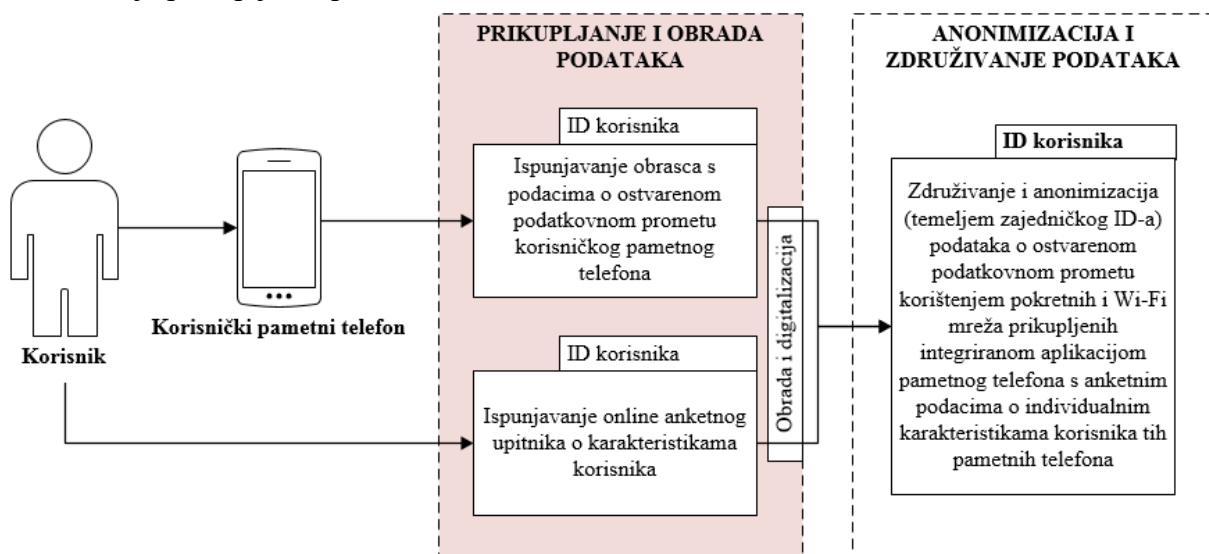 PRIKUPLJANJE I OBRADA
PODATAKA
ANONIMIZACIJA I
ZDRUŽIVANJE PODATAKA
ID korisnika
Ispunjavanje obrasca s
podacima o ostvarenom
podatkovnom prometu
korisničkog pametnog
telefona
Korisnički pametni telefon
Korisnik
ID korisnika
Ispunjavanje online anketnog
upitnika o karakteristikama
korisnika
Obrada i digitalizacija
ID korisnika
Združivanje i anonimizacija
(temeljem zajedničkog ID-a)
podataka o ostvarenom
podatkovnom prometu
korištenjem pokretnih i Wi-Fi
mreža prikupljenih
integriranom aplikacijom
pametnog telefona s anketnim
podacima o individualnim
karakteristikama korisnika tih
pametnih telefona